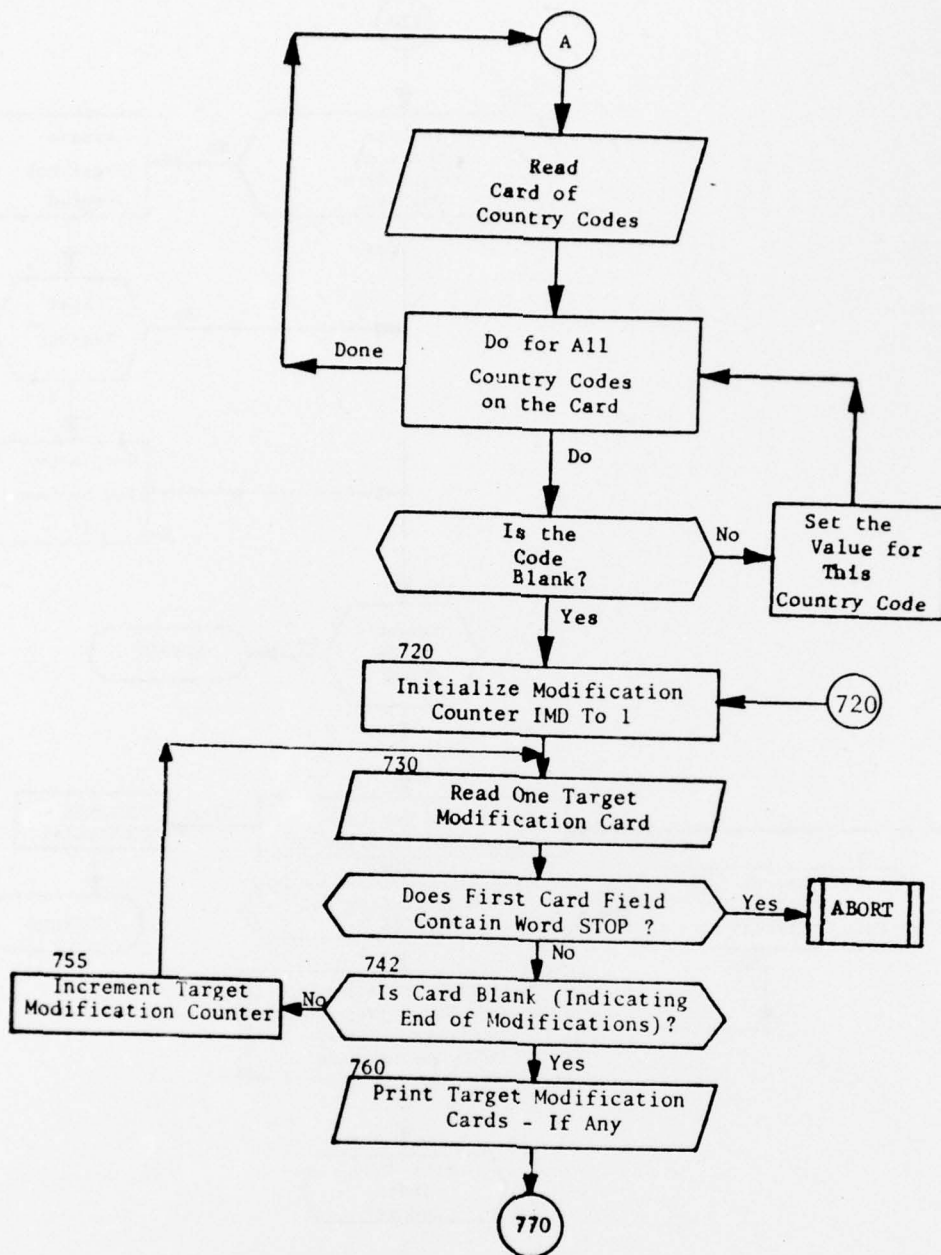 A
Read
Card of
Country Codes
Done
Do for All
Country Codes
on the Card
Do
Is the
Code
Blank?
No
Set the
Value for
This
Country Code
Yes
720
Initialize Modification
Counter IMD To 1
720
730
Read One Target
Modification Card
Does First Card Field
Contain Word STOP ?
Yes
ABORT
No
755
Increment Target
Modification Counter
No
742
Is Card Blank (Indicating
End of Modifications)?
Yes
760
Print Target Modification
Cards - If Any
770